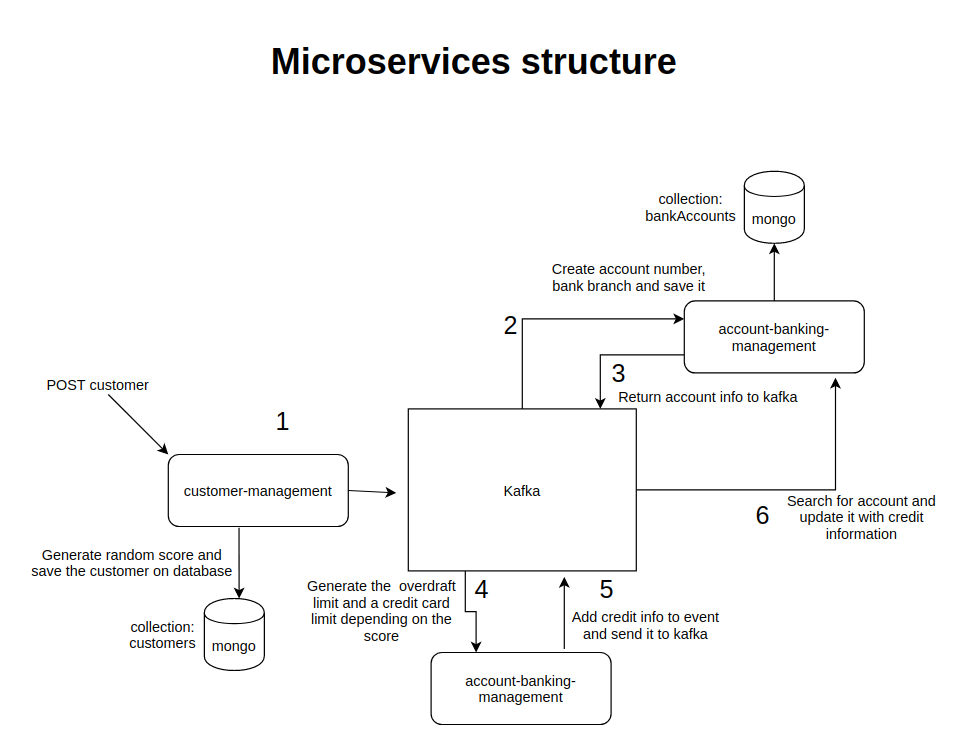 Microservices structure
collection:
bankAccounts
mongo
Create account number,
bank branch and save it
2
account-banking-
management
3
Return account info to kafka
POST customer
1
customer-management
Kafka
6
Search for account and
update it with credit
information
Generate random score and
save the customer on database
collection:
customers
mongo
Generate the  overdraft
limit and a credit card
limit depending on the
score
4
5
Add credit info to event
and send it to kafka
account-banking-
management